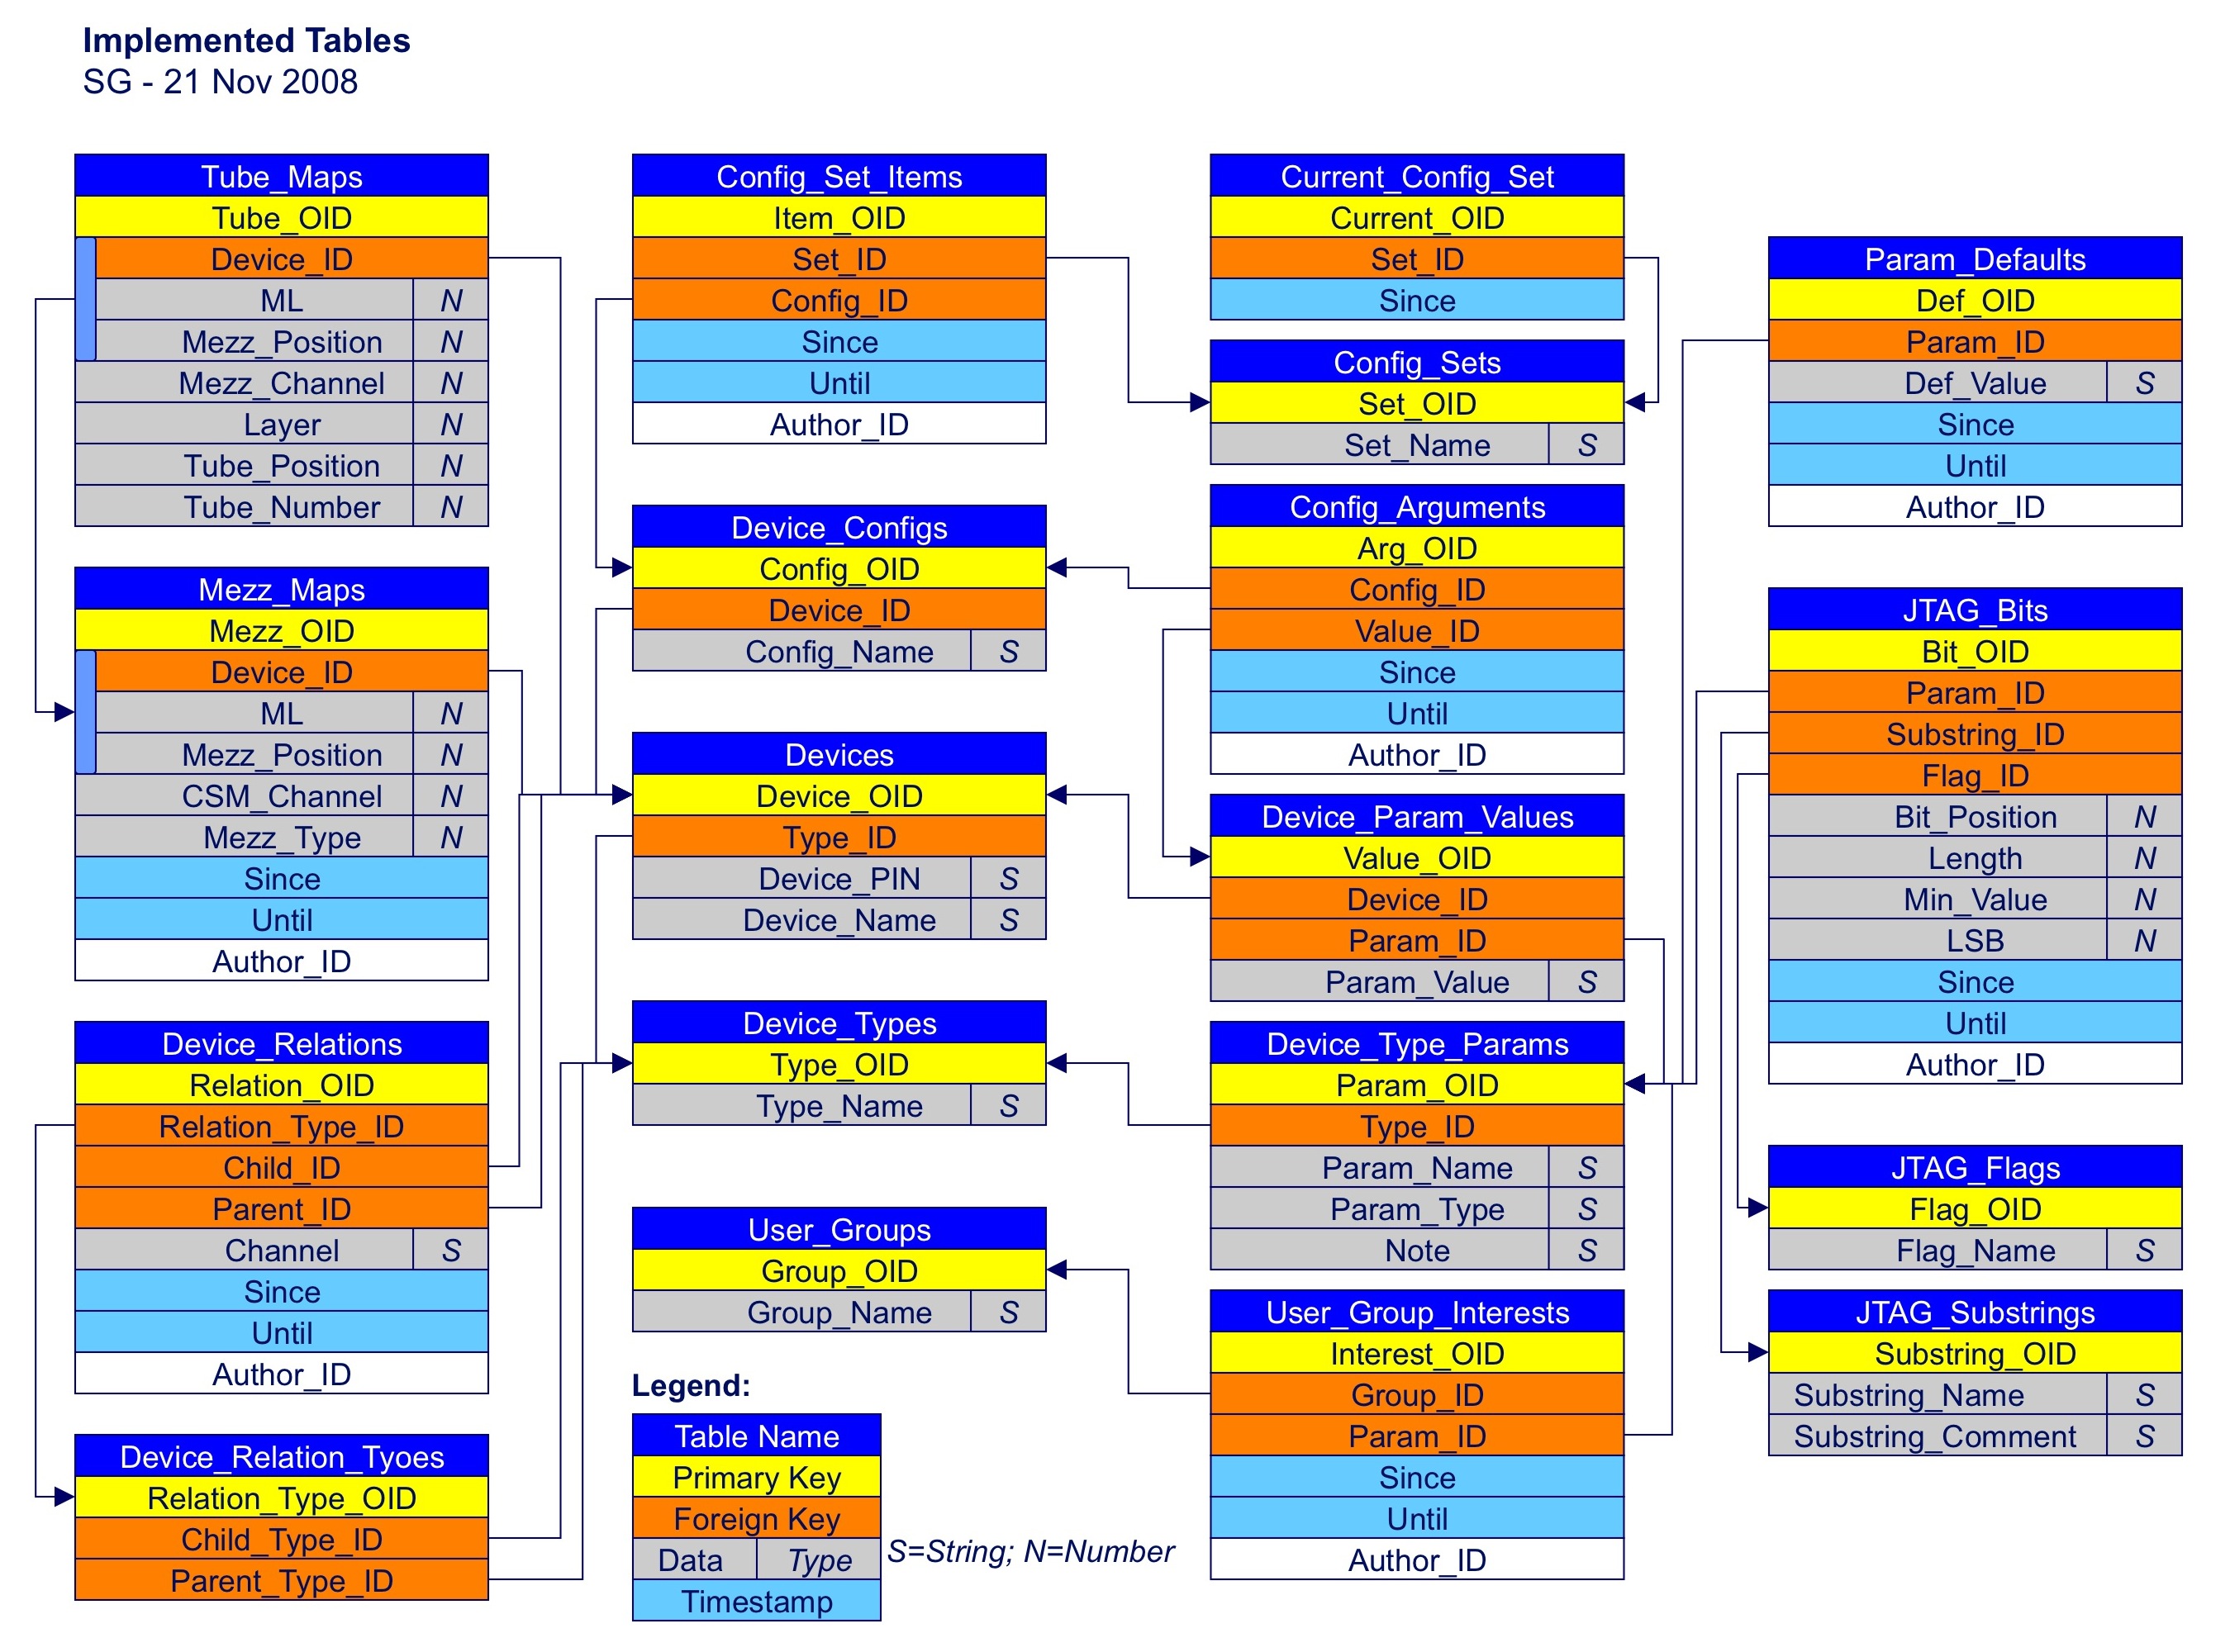 Implemented Tables
SG - 21 Nov 2008
Tube_Maps
Tube_OID
Device_ID
ML N
Mezz_Position N
Mezz_Channel N
Layer N
Tube_Position N
Tube_Number N
Mezz_Maps
Mezz_OID
Device_ID
ML N
Mezz_Position N
CSM_Channel N
Mezz_Type N
Since
Until
Author_ID
Device_Relations
Relation_OID
Relation_Type_ID
Child_ID
Parent_ID
Channel S
Since
Until
Author_ID
Device_Relation_Tyoes
Relation_Type_OID
Child_Type_ID
Parent_Type_ID
Config_Set_Items
Item_OID
Set_ID
Config_ID
Since
Until
Author_ID
Device_Configs
Config_OID
Device_ID
Config_Name S
Devices
Device_OID
Type_ID
Device_PIN S
Device_Name S
Device_Types
Type_OID
Type_Name S
User_Groups
Group_OID
Group_Name S
Legend:
Table Name
Primary Key
Foreign Key
Data Type
Timestamp
S=String; N=Number
Current_Config_Set
Current_OID
Set_ID
Since
Config_Sets
Set_OID
Set_Name S
Config_Arguments
Arg_OID
Config_ID
Value_ID
Since
Until
Author_ID
Device_Param_Values
Value_OID
Device_ID
Param_ID
Param_Value S
Device_Type_Params
Param_OID
Type_ID
Param_Name S
Param_Type S
Note S
User_Group_Interests
Interest_OID
Group_ID
Param_ID
Since
Until
Author_ID
Param_Defaults
Def_OID
Param_ID
Def_Value S
Since
Until
Author_ID
JTAG_Bits
Bit_OID
Param_ID
Substring_ID
Flag_ID
Bit_Position N
Length N
Min_Value N
LSB N
Since
Until
Author_ID
JTAG_Flags
Flag_OID
Flag_Name S
JTAG_Substrings
Substring_OID
Substring_Name S
Substring_Comment S